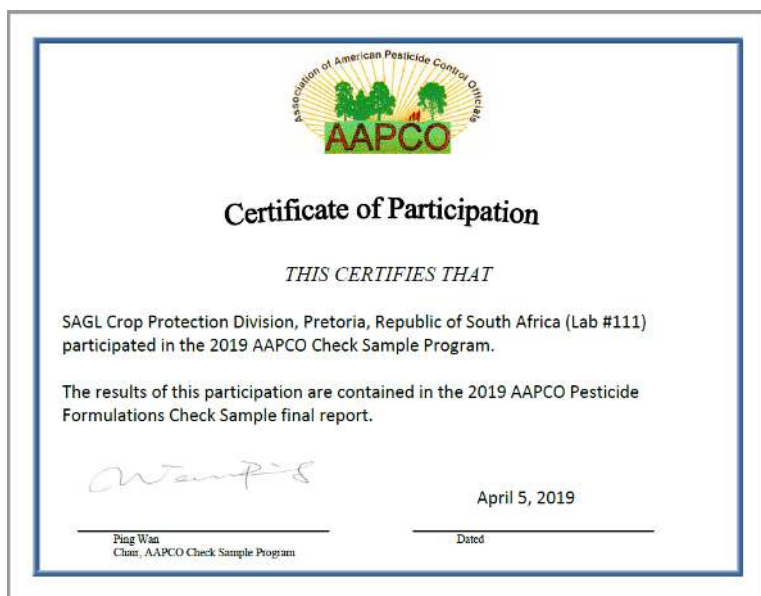 Association of American Pesticide Control Officials
AAPCO
Certificate of Participation
THIS CERTIFIES THAT
SAGL Crop Protection Division, Pretoria, Republic of South Africa (Lab #111)
participated in the 2019 AAPCO Check Sample Program.
The results of this participation are contained in the 2019 AAPCO Pesticide
Formulations Check Sample final report.
April 5, 2019
Ping Wan
Dated
Chair, AAPCO Check Sample Program